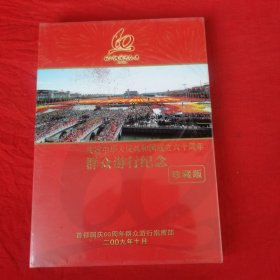 60
庆祝中华人民共和国成立六十周年
群众游行纪念
珍藏版
首都国庆60周年群众游行指挥部
二〇〇九年十月